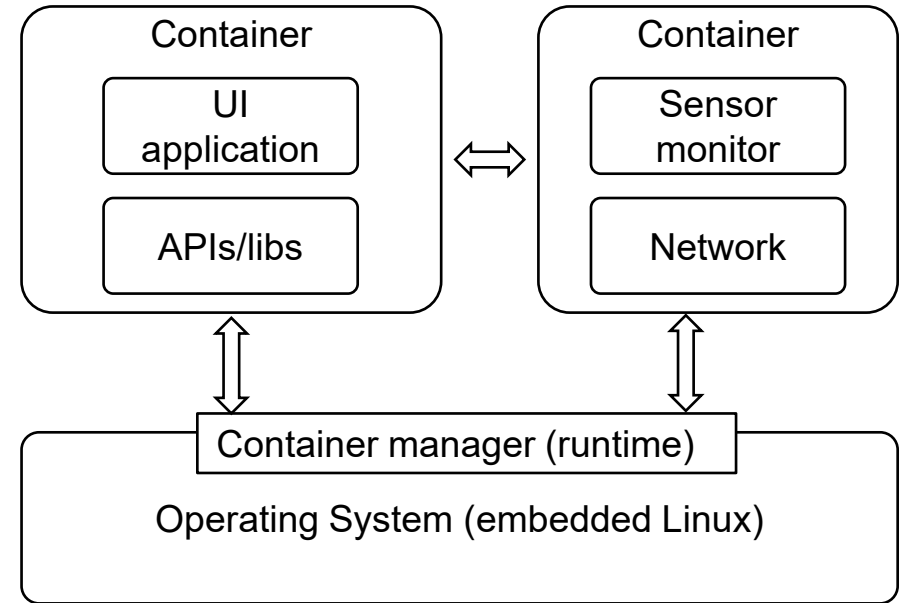 Container
UI
application
APIs/libs
Container
Sensor
monitor
Network
Container manager (runtime)
Operating System (embedded Linux)